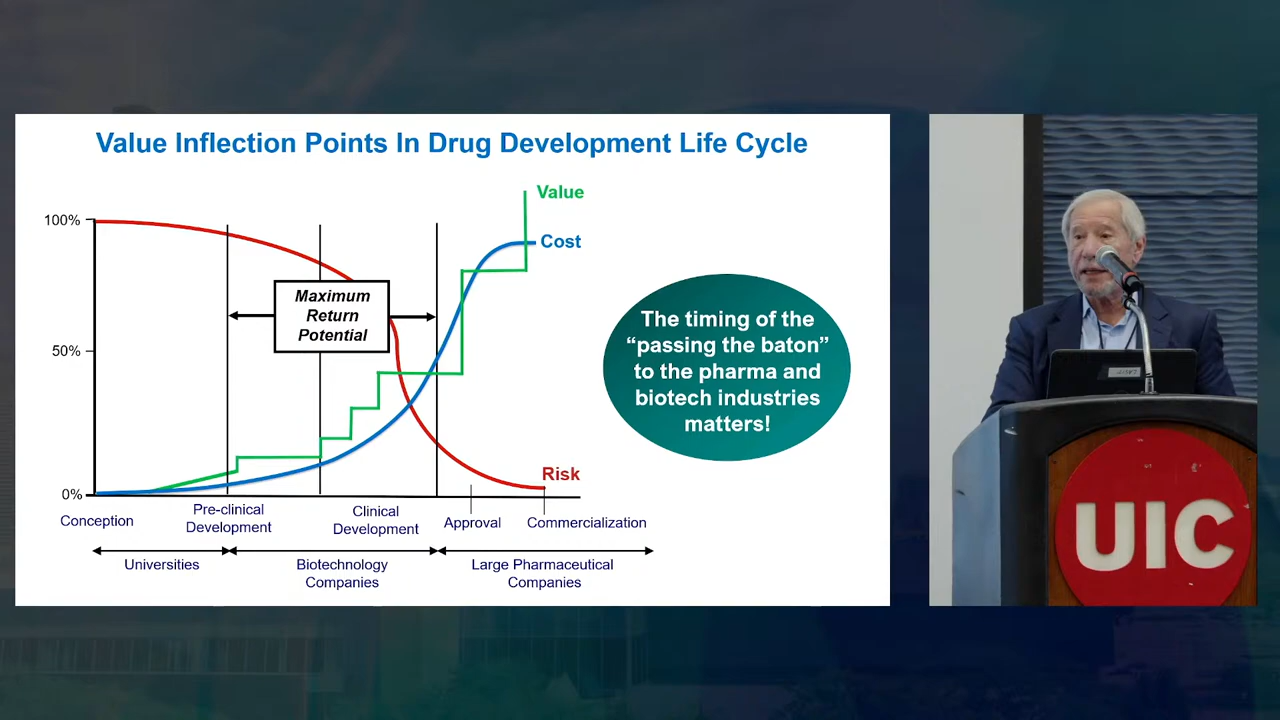 Value Inflection Points In Drug Development Life Cycle
Value
100%
Cost
Maximum
Return
Potential
50%
The timing of the
“passing the baton”
to the pharma and
biotech industries
matters!
Risk
0%
Conception
Pre-clinical
Development
Clinical
Development
Approval
Commercialization
Universities
Biotechnology
Companies
Large Pharmaceutical
Companies
UIC